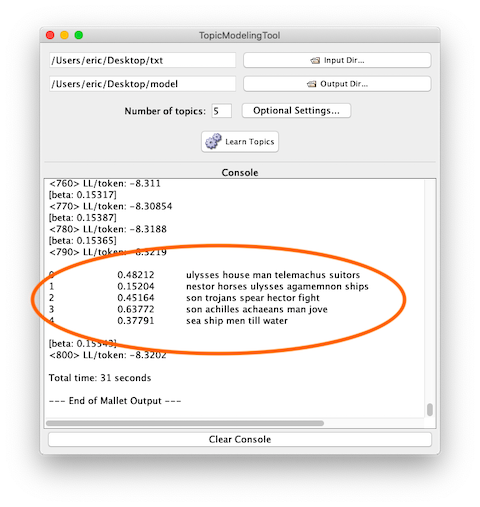 TopicModelingTool
/Users/eric/Desktop/txt Input Dir...
/Users/eric/Desktop/model Output Dir...
Number of topics: 5 Optional Settings...
Learn Topics
Console
<760> LL/token: -8.311
[beta: 0.15317]
<770> LL/token: -8.30854
[beta: 0.15387]
<780> LL/token: -8.3188
[beta: 0.15365]
<790> LL/token: -8.3219
0 0.48212 ulysses house man telemachus suitors
1 0.15204 nestor horses ulysses agamemnon ships
2 0.45164 son trojans spear hector fight
3 0.63772 son achilles achaeans man jove
4 0.37791 sea ship men till water
[beta: 0.15343]
<800> LL/token: -8.3202
Total time: 31 seconds
--- End of Mallet Output ---
Clear Console